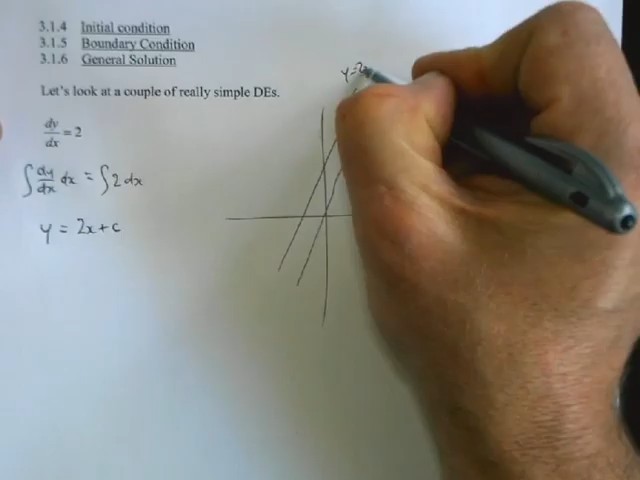 3.1.4 Initial condition
3.1.5 Boundary Condition
3.1.6 General Solution
Let's look at a couple of really simple DEs.
dy/dx = 2
∫ dy/dx dx = ∫ 2 dx
y = 2x + c
y = 2x